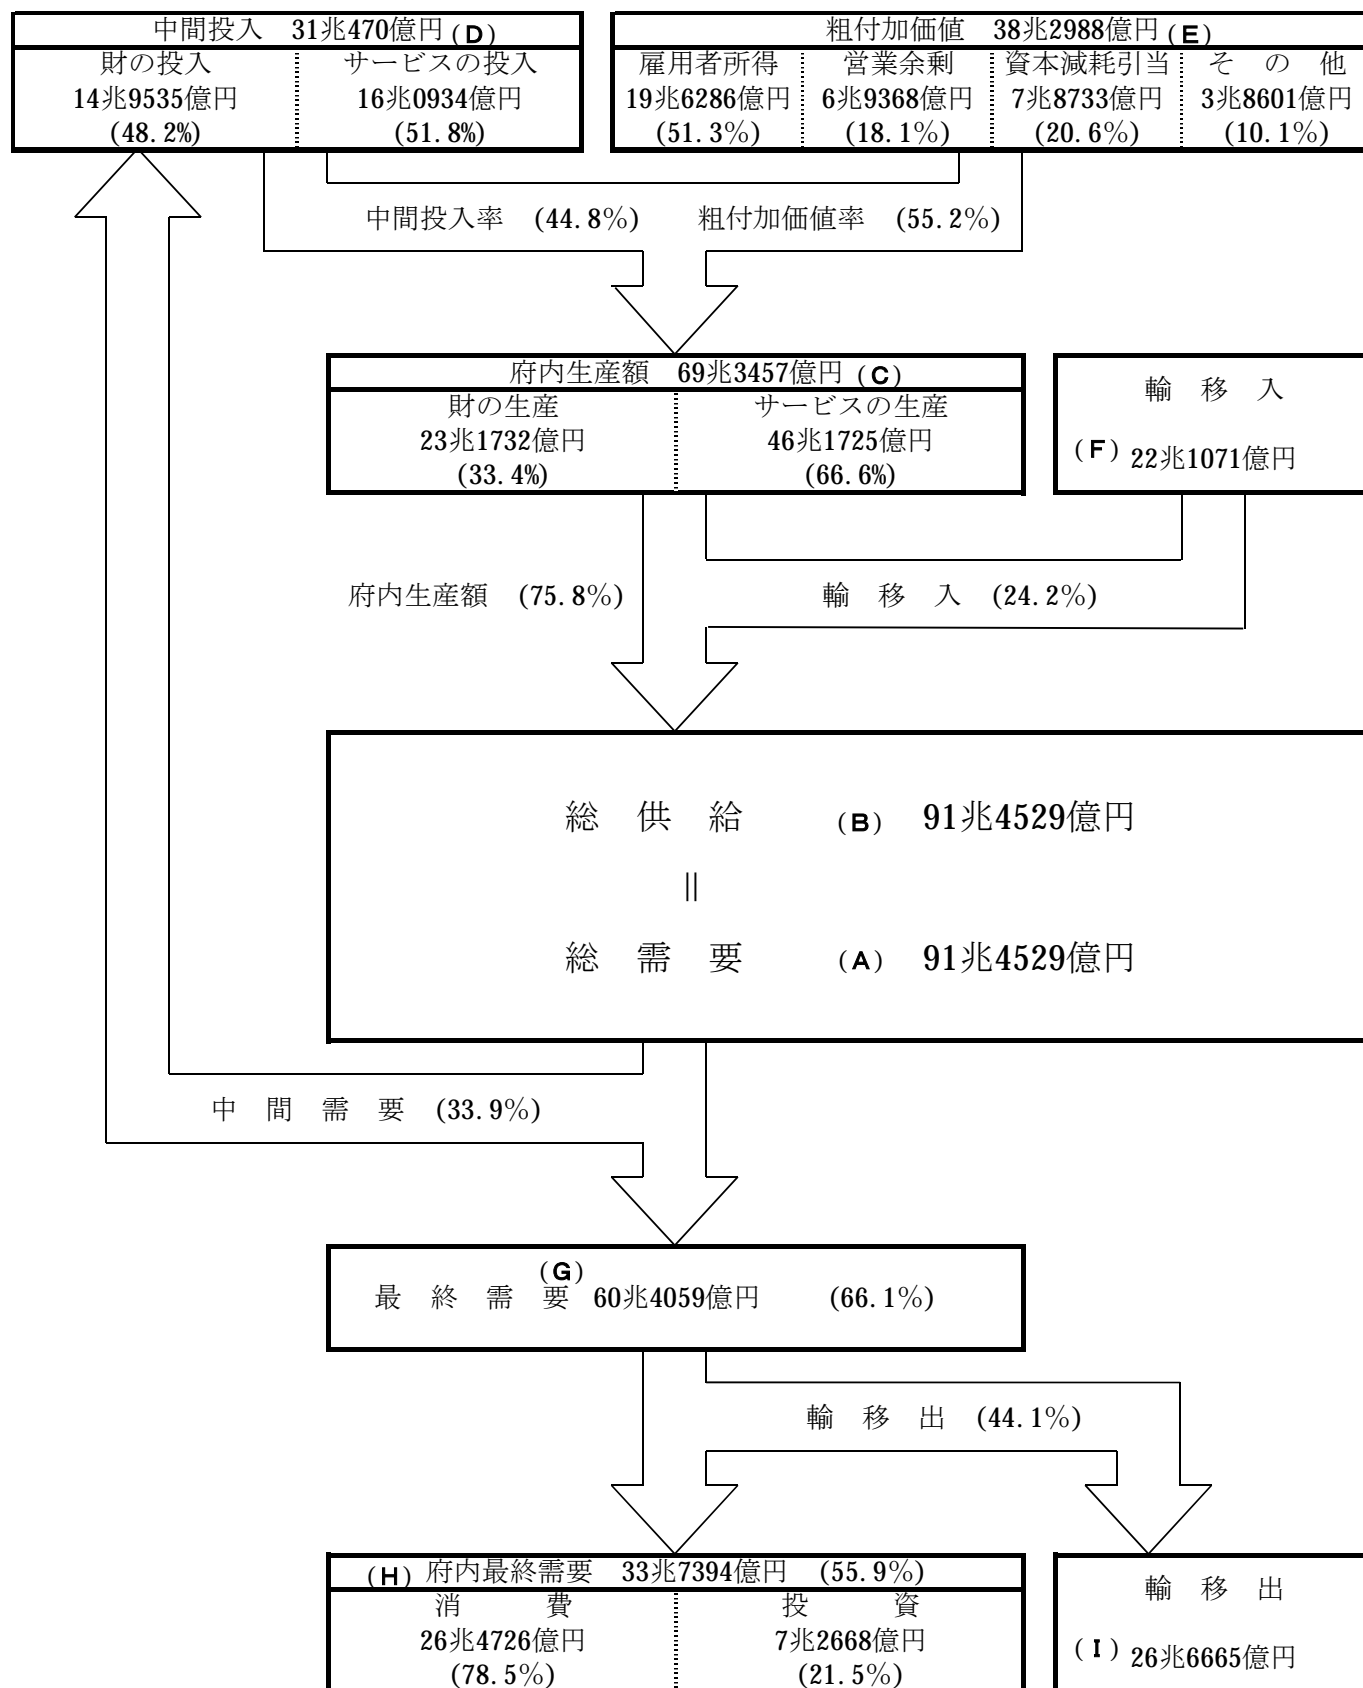 中間投入 31兆470億円 (D)
財の投入 サービスの投入
14兆9535億円 16兆0934億円
(48.2%) (51.8%)
粗付加価値 38兆2988億円 (E)
雇用者所得 営業余剰 資本減耗引当 そ の 他
19兆6286億円 6兆9368億円 7兆8733億円 3兆8601億円
(51.3%) (18.1%) (20.6%) (10.1%)
中間投入率 (44.8%) 粗付加価値率 (55.2%)
府内生産額 69兆3457億円 (C)
財の生産 サービスの生産
23兆1732億円 46兆1725億円
(33.4%) (66.6%)
輸 移 入
(F) 22兆1071億円
府内生産額 (75.8%) 輸 移 入 (24.2%)
総 供 給 (B) 91兆4529億円
||
総 需 要 (A) 91兆4529億円
中 間 需 要 (33.9%)
(G)
最 終 需 要 60兆4059億円 (66.1%)
輸 移 出 (44.1%)
(H) 府内最終需要 33兆7394億円 (55.9%)
消 費 投 資
26兆4726億円 7兆2668億円
(78.5%) (21.5%)
輸 移 出
(I) 26兆6665億円